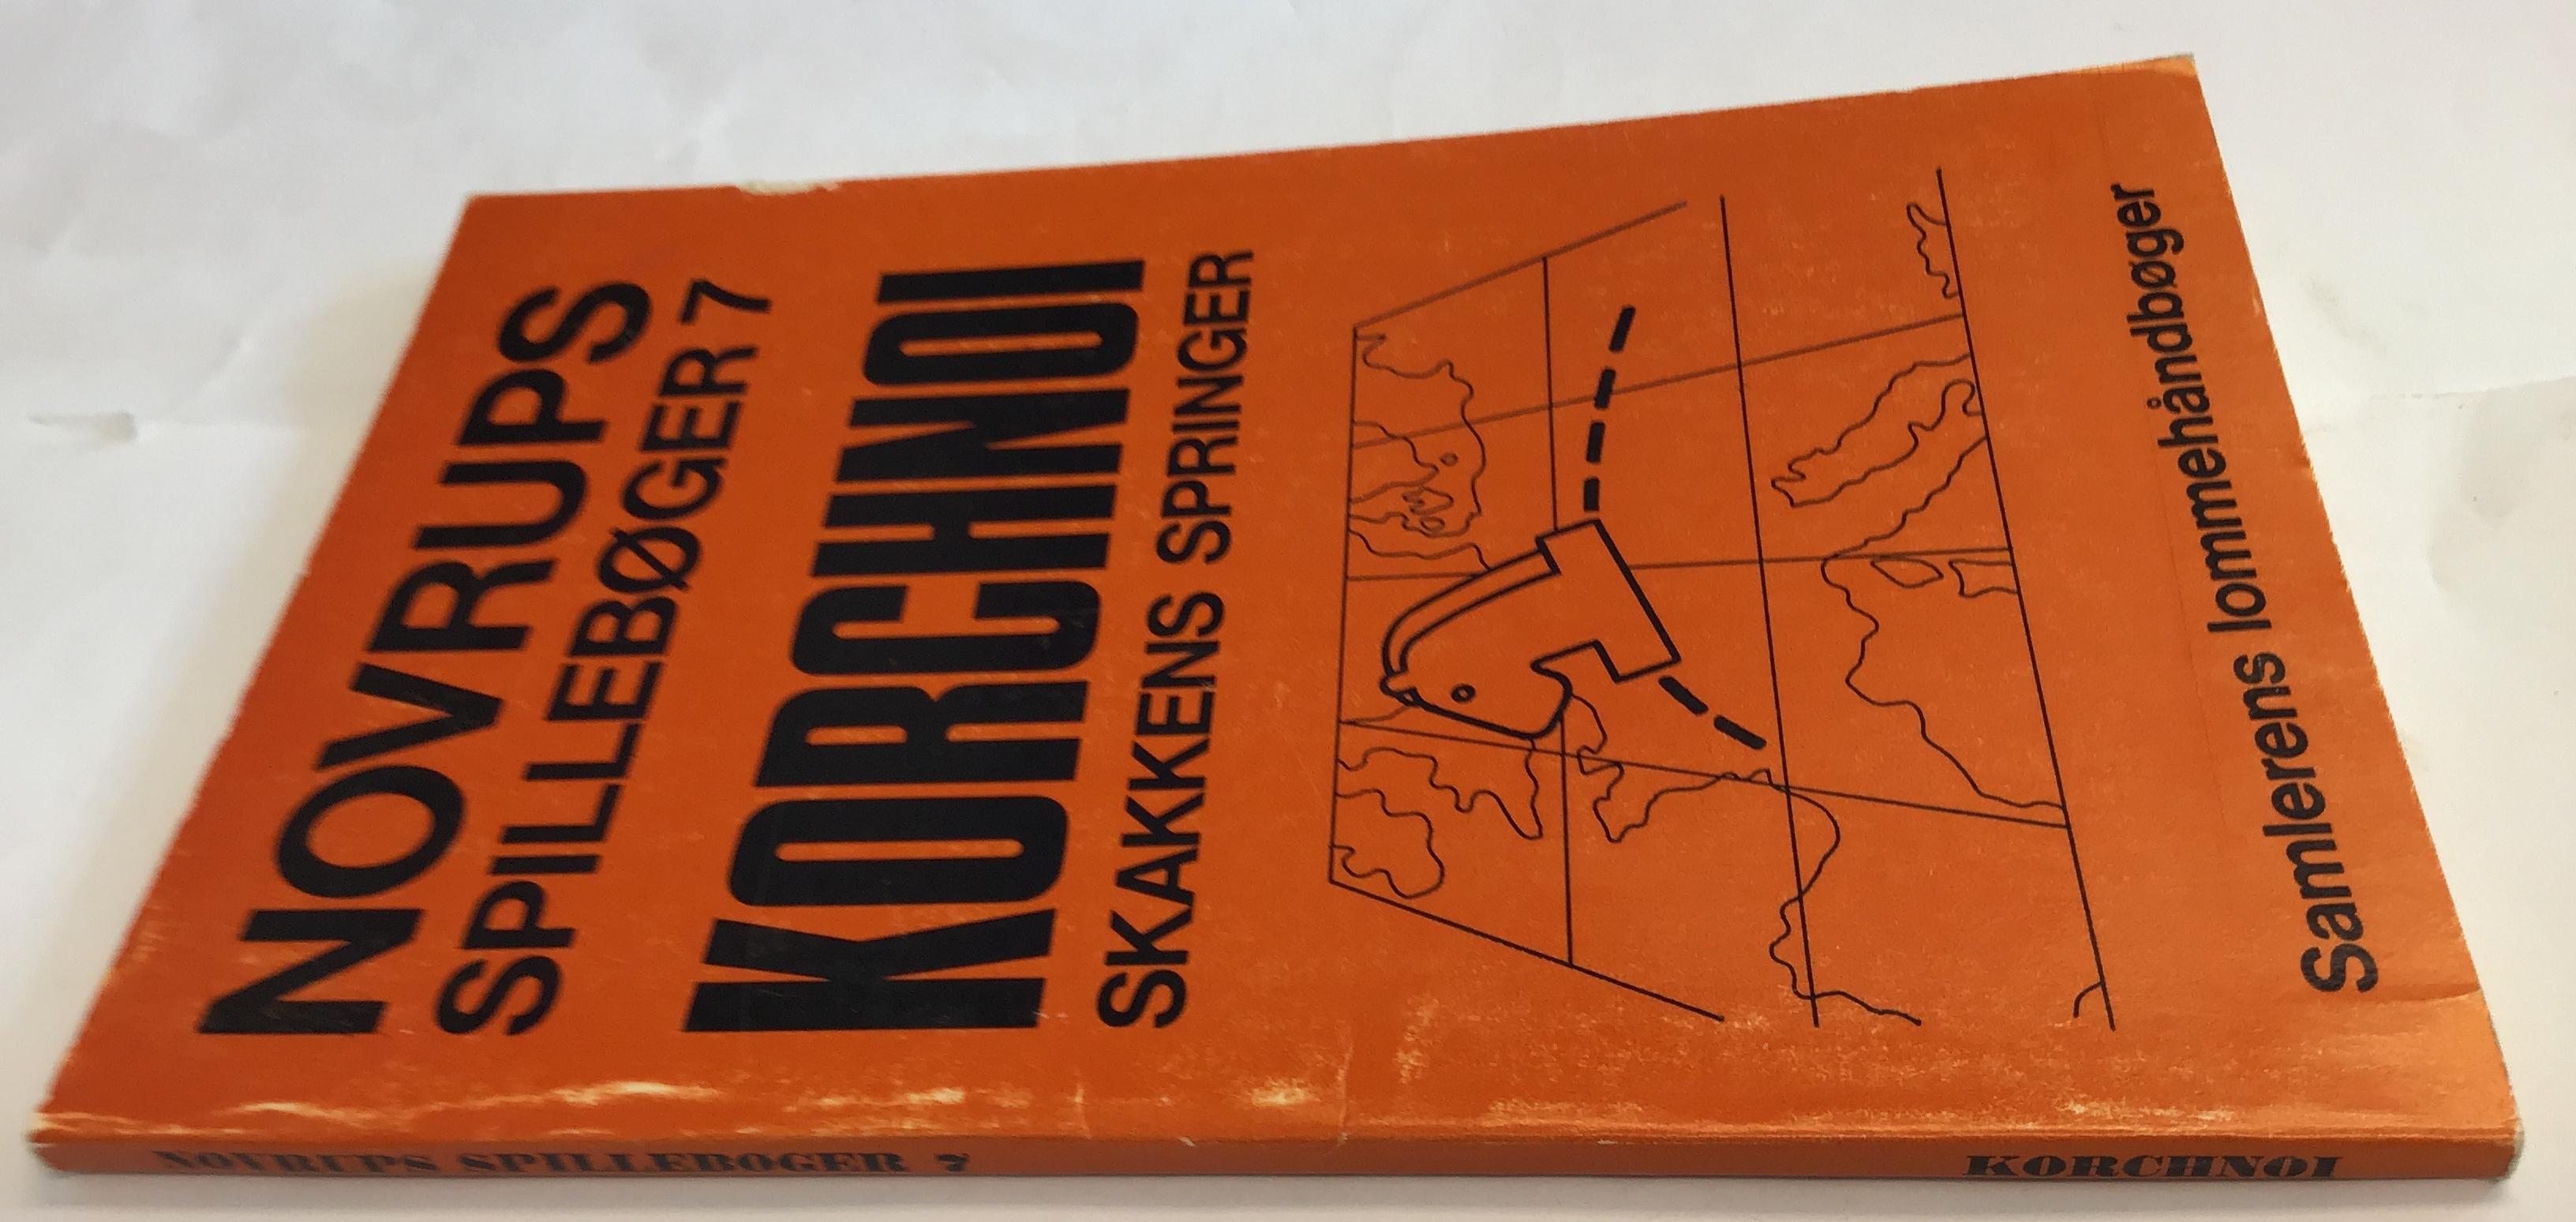 NOVRUPS
SPILLEBØGER 7
KORCHNOI
SKAKKENS SPRINGER
Samlerens lommehåndbøger
NOVRUPS SPILLEBØGER 7
KORCHNOI